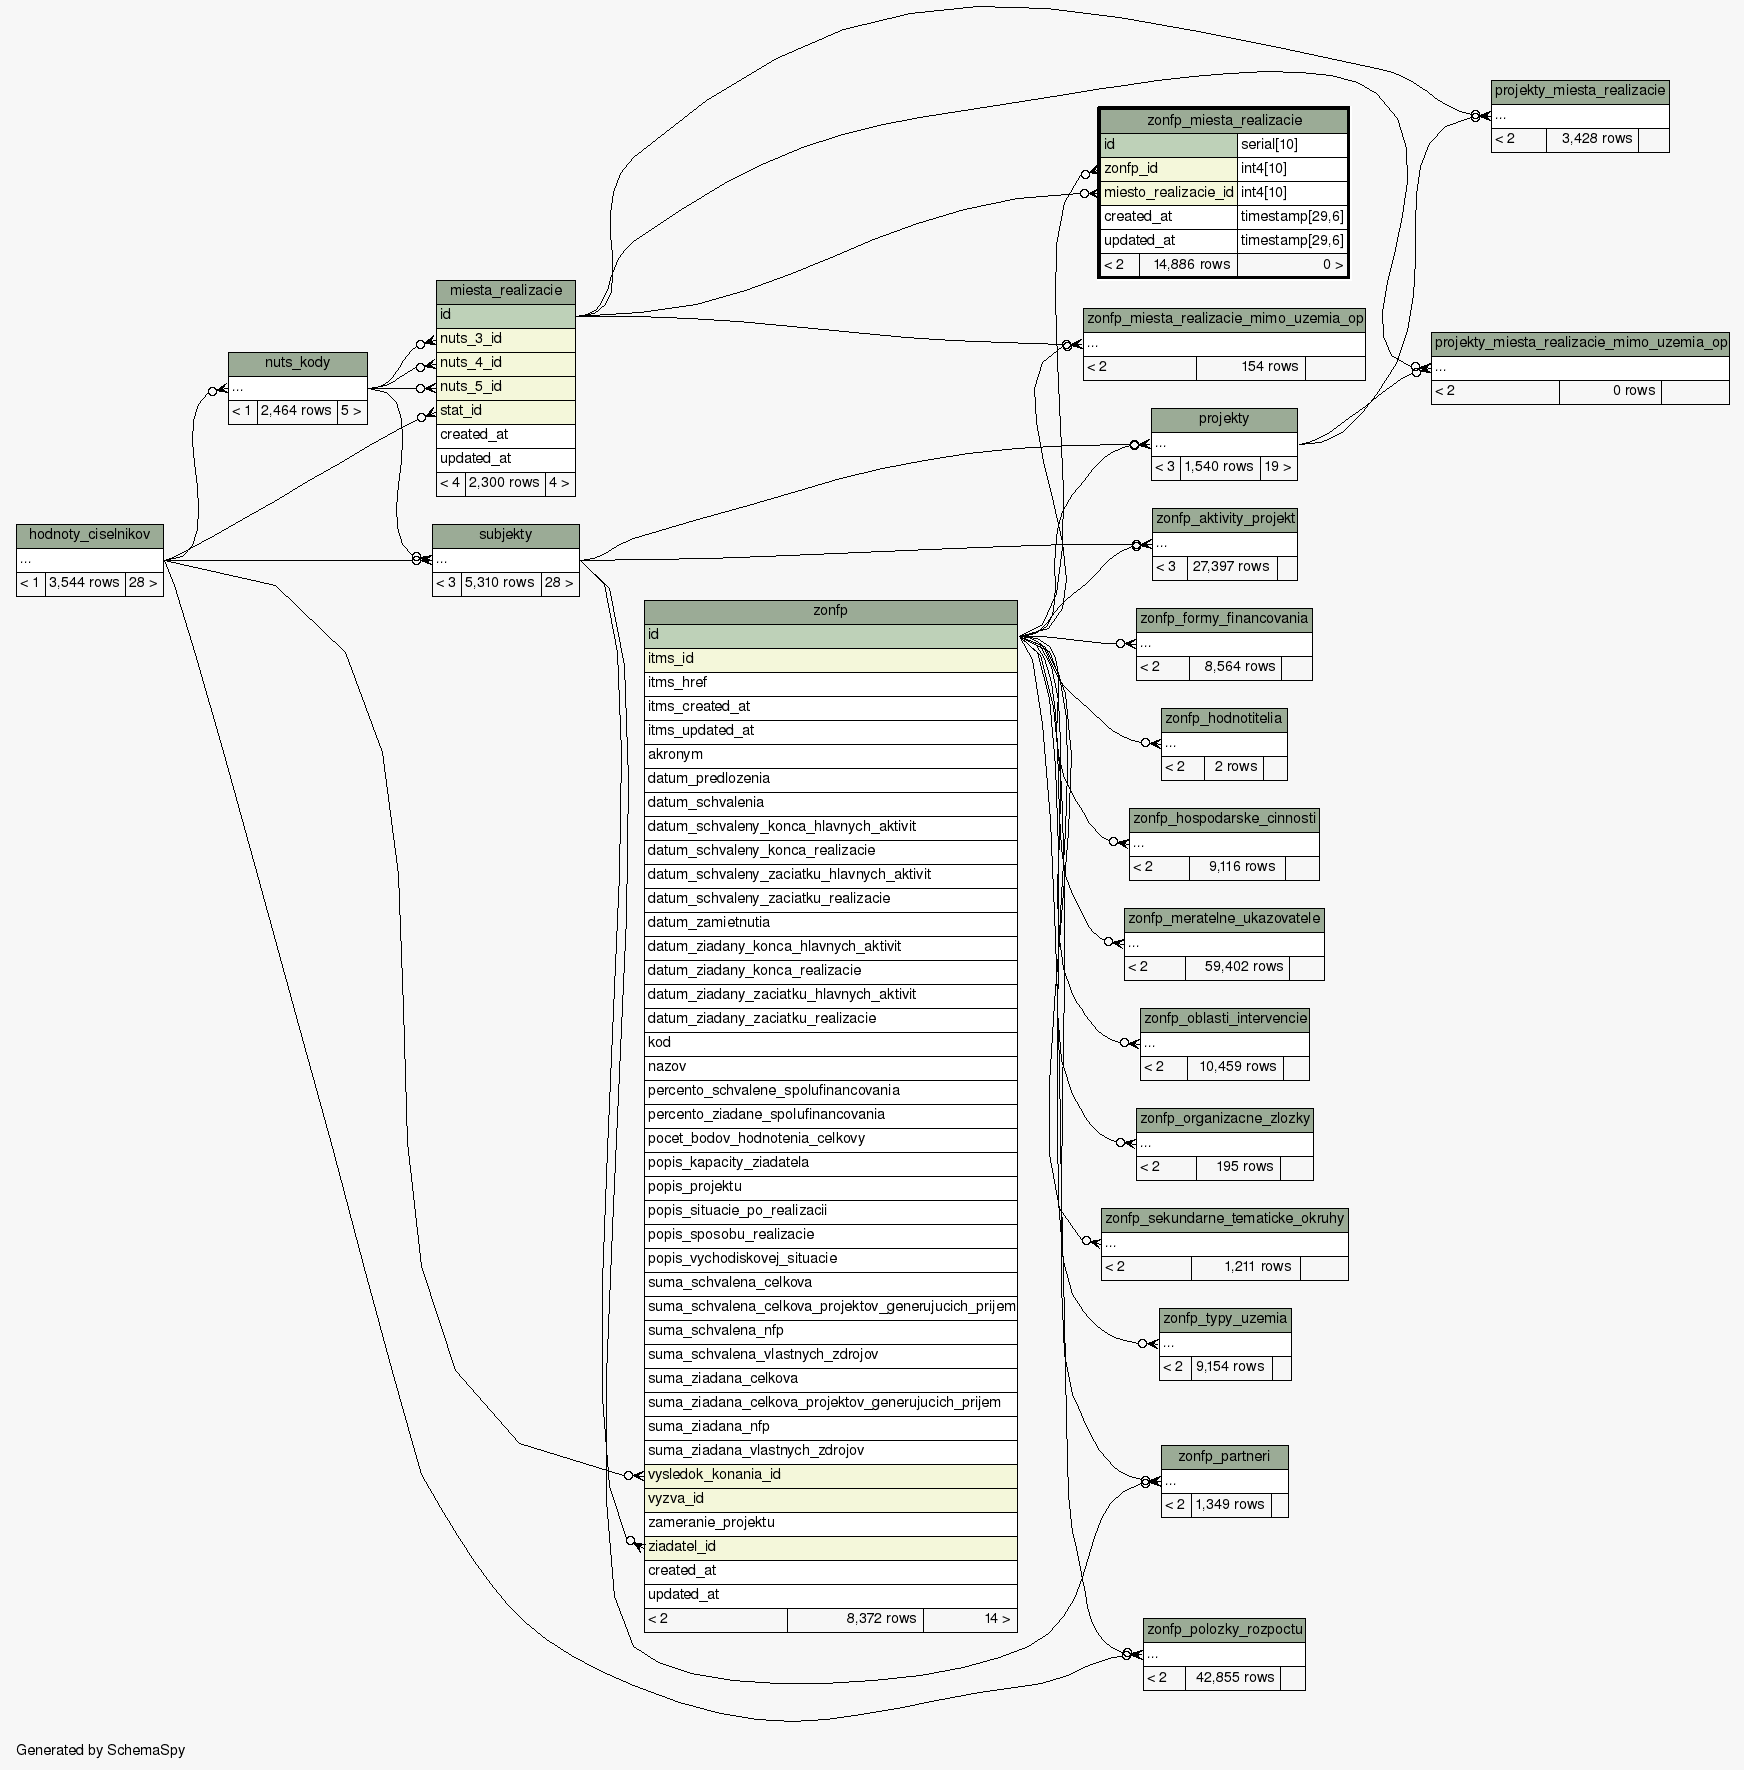 projekty_miesta_realizacie
...
< 2 3,428 rows
zonfp_miesta_realizacie
id serial[10]
zonfp_id int4[10]
miesto_realizacie_id int4[10]
created_at timestamp[29,6]
updated_at timestamp[29,6]
< 2 14,886 rows 0 >
miesta_realizacie
id
nuts_3_id
nuts_4_id
nuts_5_id
stat_id
created_at
updated_at
< 4 2,300 rows 4 >
zonfp_miesta_realizacie_mimo_uzemia_op
...
< 2 154 rows
projekty_miesta_realizacie_mimo_uzemia_op
...
< 2 0 rows
nuts_kody
...
< 1 2,464 rows 5 >
projekty
...
< 3 1,540 rows 19 >
hodnoty_ciselnikov
...
< 1 3,544 rows 28 >
subjekty
...
< 3 5,310 rows 28 >
zonfp_aktivity_projekt
...
< 3 27,397 rows
zonfp
id
itms_id
itms_href
itms_created_at
itms_updated_at
akronym
datum_predlozenia
datum_schvalenia
datum_schvaleny_konca_hlavnych_aktivit
datum_schvaleny_konca_realizacie
datum_schvaleny_zaciatku_hlavnych_aktivit
datum_schvaleny_zaciatku_realizacie
datum_zamietnutia
datum_ziadany_konca_hlavnych_aktivit
datum_ziadany_konca_realizacie
datum_ziadany_zaciatku_hlavnych_aktivit
datum_ziadany_zaciatku_realizacie
kod
nazov
percento_schvalene_spolufinancovania
percento_ziadane_spolufinancovania
pocet_bodov_hodnotenia_celkovy
popis_kapacity_ziadatela
popis_projektu
popis_situacie_po_realizacii
popis_sposobu_realizacie
popis_vychodiskovej_situacie
suma_schvalena_celkova
suma_schvalena_celkova_projektov_generujucich_prijem
suma_schvalena_nfp
suma_schvalena_vlastnych_zdrojov
suma_ziadana_celkova
suma_ziadana_celkova_projektov_generujucich_prijem
suma_ziadana_nfp
suma_ziadana_vlastnych_zdrojov
vysledok_konania_id
vyzva_id
zameranie_projektu
ziadatel_id
created_at
updated_at
< 2 8,372 rows 14 >
zonfp_formy_financovania
...
< 2 8,564 rows
zonfp_hodnotitelia
...
< 2 2 rows
zonfp_hospodarske_cinnosti
...
< 2 9,116 rows
zonfp_meratelne_ukazovatele
...
< 2 59,402 rows
zonfp_oblasti_intervencie
...
< 2 10,459 rows
zonfp_organizacne_zlozky
...
< 2 195 rows
zonfp_sekundarne_tematicke_okruhy
...
< 2 1,211 rows
zonfp_typy_uzemia
...
< 2 9,154 rows
zonfp_partneri
...
< 2 1,349 rows
zonfp_polozky_rozpoctu
...
< 2 42,855 rows
Generated by SchemaSpy